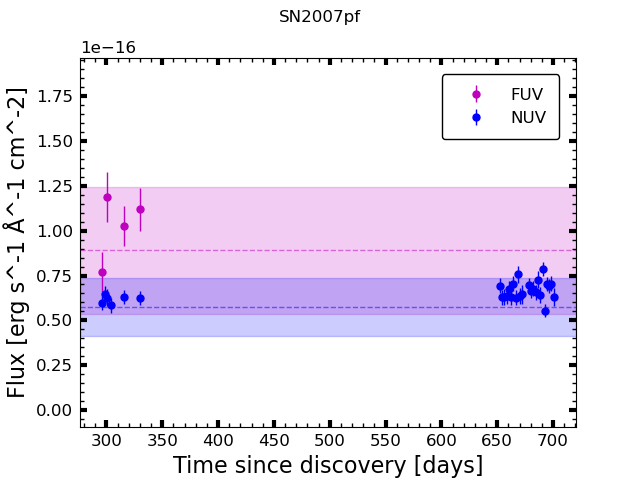 SN2007pf
1e−16
1.75
1.50
1.25
1.00
0.75
0.50
0.25
0.00
Flux [erg s^-1 Å^-1 cm^-2]
FUV
NUV
300 350 400 450 500 550 600 650 700
Time since discovery [days]